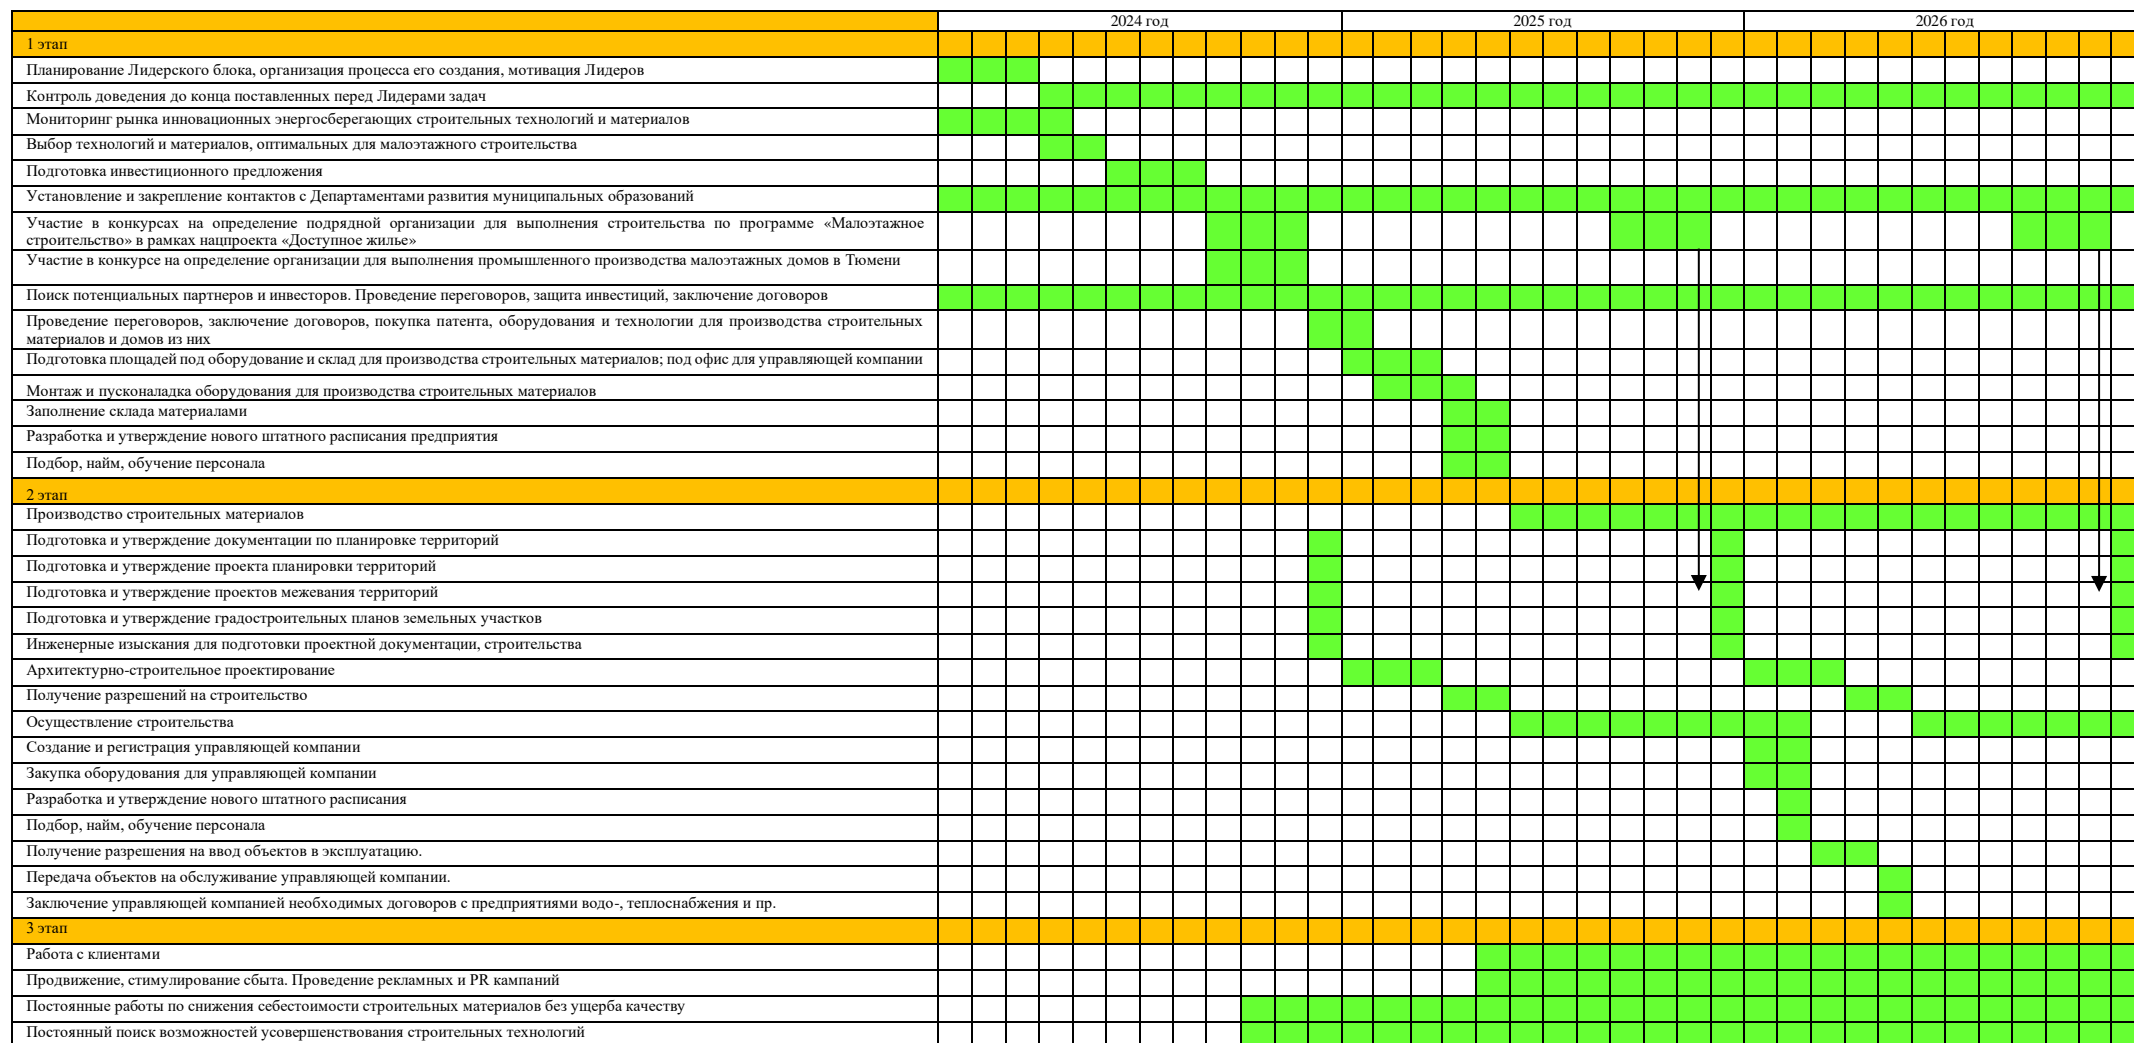 2024 год 2025 год 2026 год
1 этап
Планирование Лидерского блока, организация процесса его создания, мотивация Лидеров
Контроль доведения до конца поставленных перед Лидерами задач
Мониторинг рынка инновационных энергосберегающих строительных технологий и материалов
Выбор технологий и материалов, оптимальных для малоэтажного строительства
Подготовка инвестиционного предложения
Установление и закрепление контактов с Департаментами развития муниципальных образований
Участие в конкурсах на определение подрядной организации для выполнения строительства по программе «Малоэтажное
строительство» в рамках нацпроекта «Доступное жилье»
Участие в конкурсе на определение организации для выполнения промышленного производства малоэтажных домов в Тюмени
Поиск потенциальных партнеров и инвесторов. Проведение переговоров, защита инвестиций, заключение договоров
Проведение переговоров, заключение договоров, покупка патента, оборудования и технологии для производства строительных
материалов и домов из них
Подготовка площадей под оборудование и склад для производства строительных материалов; под офис для управляющей компании
Монтаж и пусконаладка оборудования для производства строительных материалов
Заполнение склада материалами
Разработка и утверждение нового штатного расписания предприятия
Подбор, найм, обучение персонала
2 этап
Производство строительных материалов
Подготовка и утверждение документации по планировке территорий
Подготовка и утверждение проекта планировки территорий
Подготовка и утверждение проектов межевания территорий
Подготовка и утверждение градостроительных планов земельных участков
Инженерные изыскания для подготовки проектной документации, строительства
Архитектурно-строительное проектирование
Получение разрешений на строительство
Осуществление строительства
Создание и регистрация управляющей компании
Закупка оборудования для управляющей компании
Разработка и утверждение нового штатного расписания
Подбор, найм, обучение персонала
Получение разрешения на ввод объектов в эксплуатацию.
Передача объектов на обслуживание управляющей компании.
Заключение управляющей компанией необходимых договоров с предприятиями водо-, теплоснабжения и пр.
3 этап
Работа с клиентами
Продвижение, стимулирование сбыта. Проведение рекламных и PR кампаний
Постоянные работы по снижения себестоимости строительных материалов без ущерба качеству
Постоянный поиск возможностей усовершенствования строительных технологий